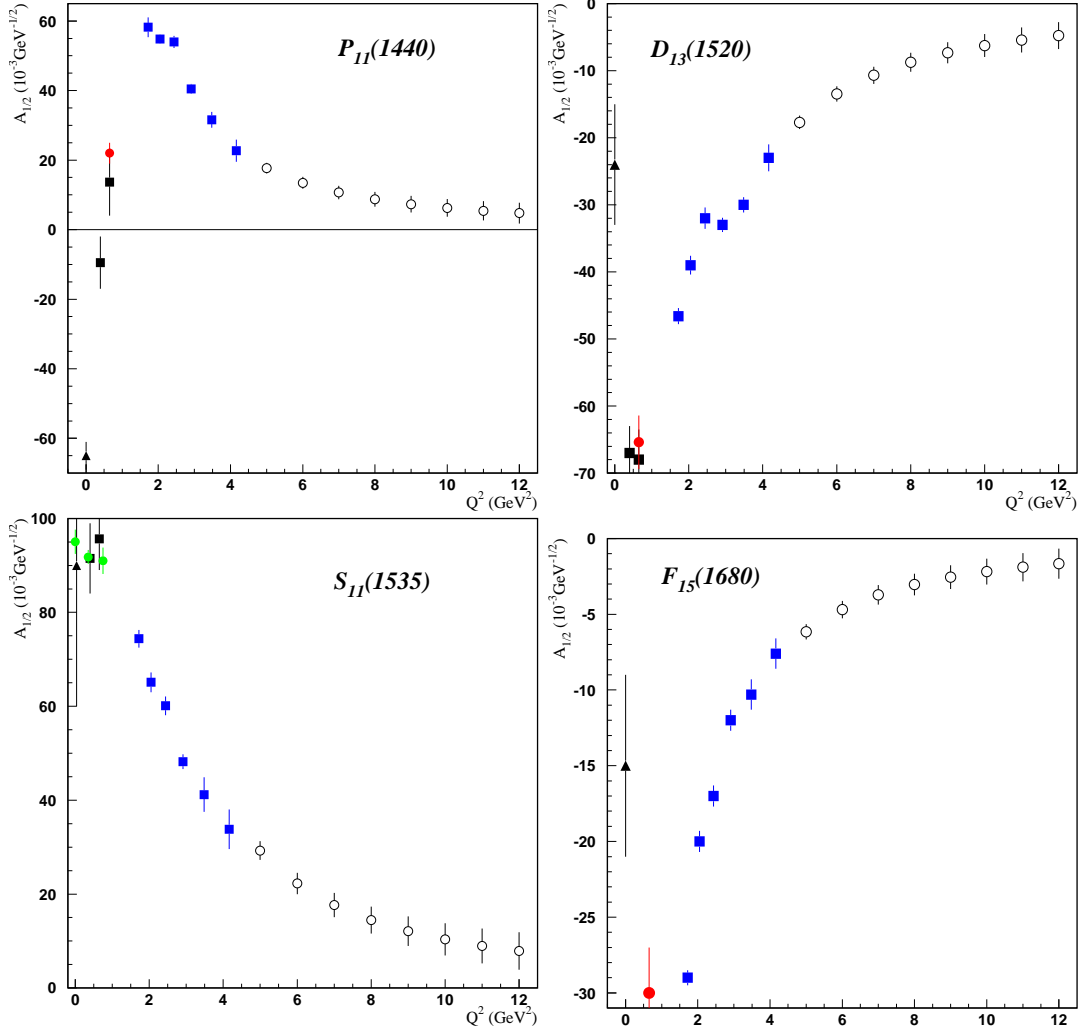 P11(1440)
A1/2 (10-3GeV-1/2)
60
40
20
0
-20
-40
-60
0 2 4 6 8 10 12
Q2 (GeV2)
D13(1520)
A1/2 (10-3GeV-1/2)
0
-10
-20
-30
-40
-50
-60
-70
0 2 4 6 8 10 12
Q2 (GeV2)
S11(1535)
A1/2 (10-3GeV-1/2)
100
80
60
40
20
0
0 2 4 6 8 10 12
Q2 (GeV2)
F15(1680)
A1/2 (10-3GeV-1/2)
0
-5
-10
-15
-20
-25
-30
0 2 4 6 8 10 12
Q2 (GeV2)